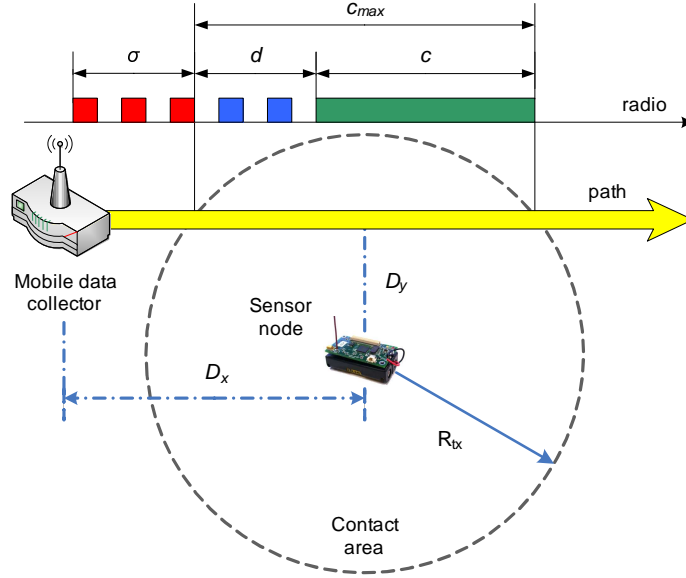 c_max
σ
d
c
radio
path
Mobile data
collector
Sensor
node
D_y
D_x
R_tx
Contact
area